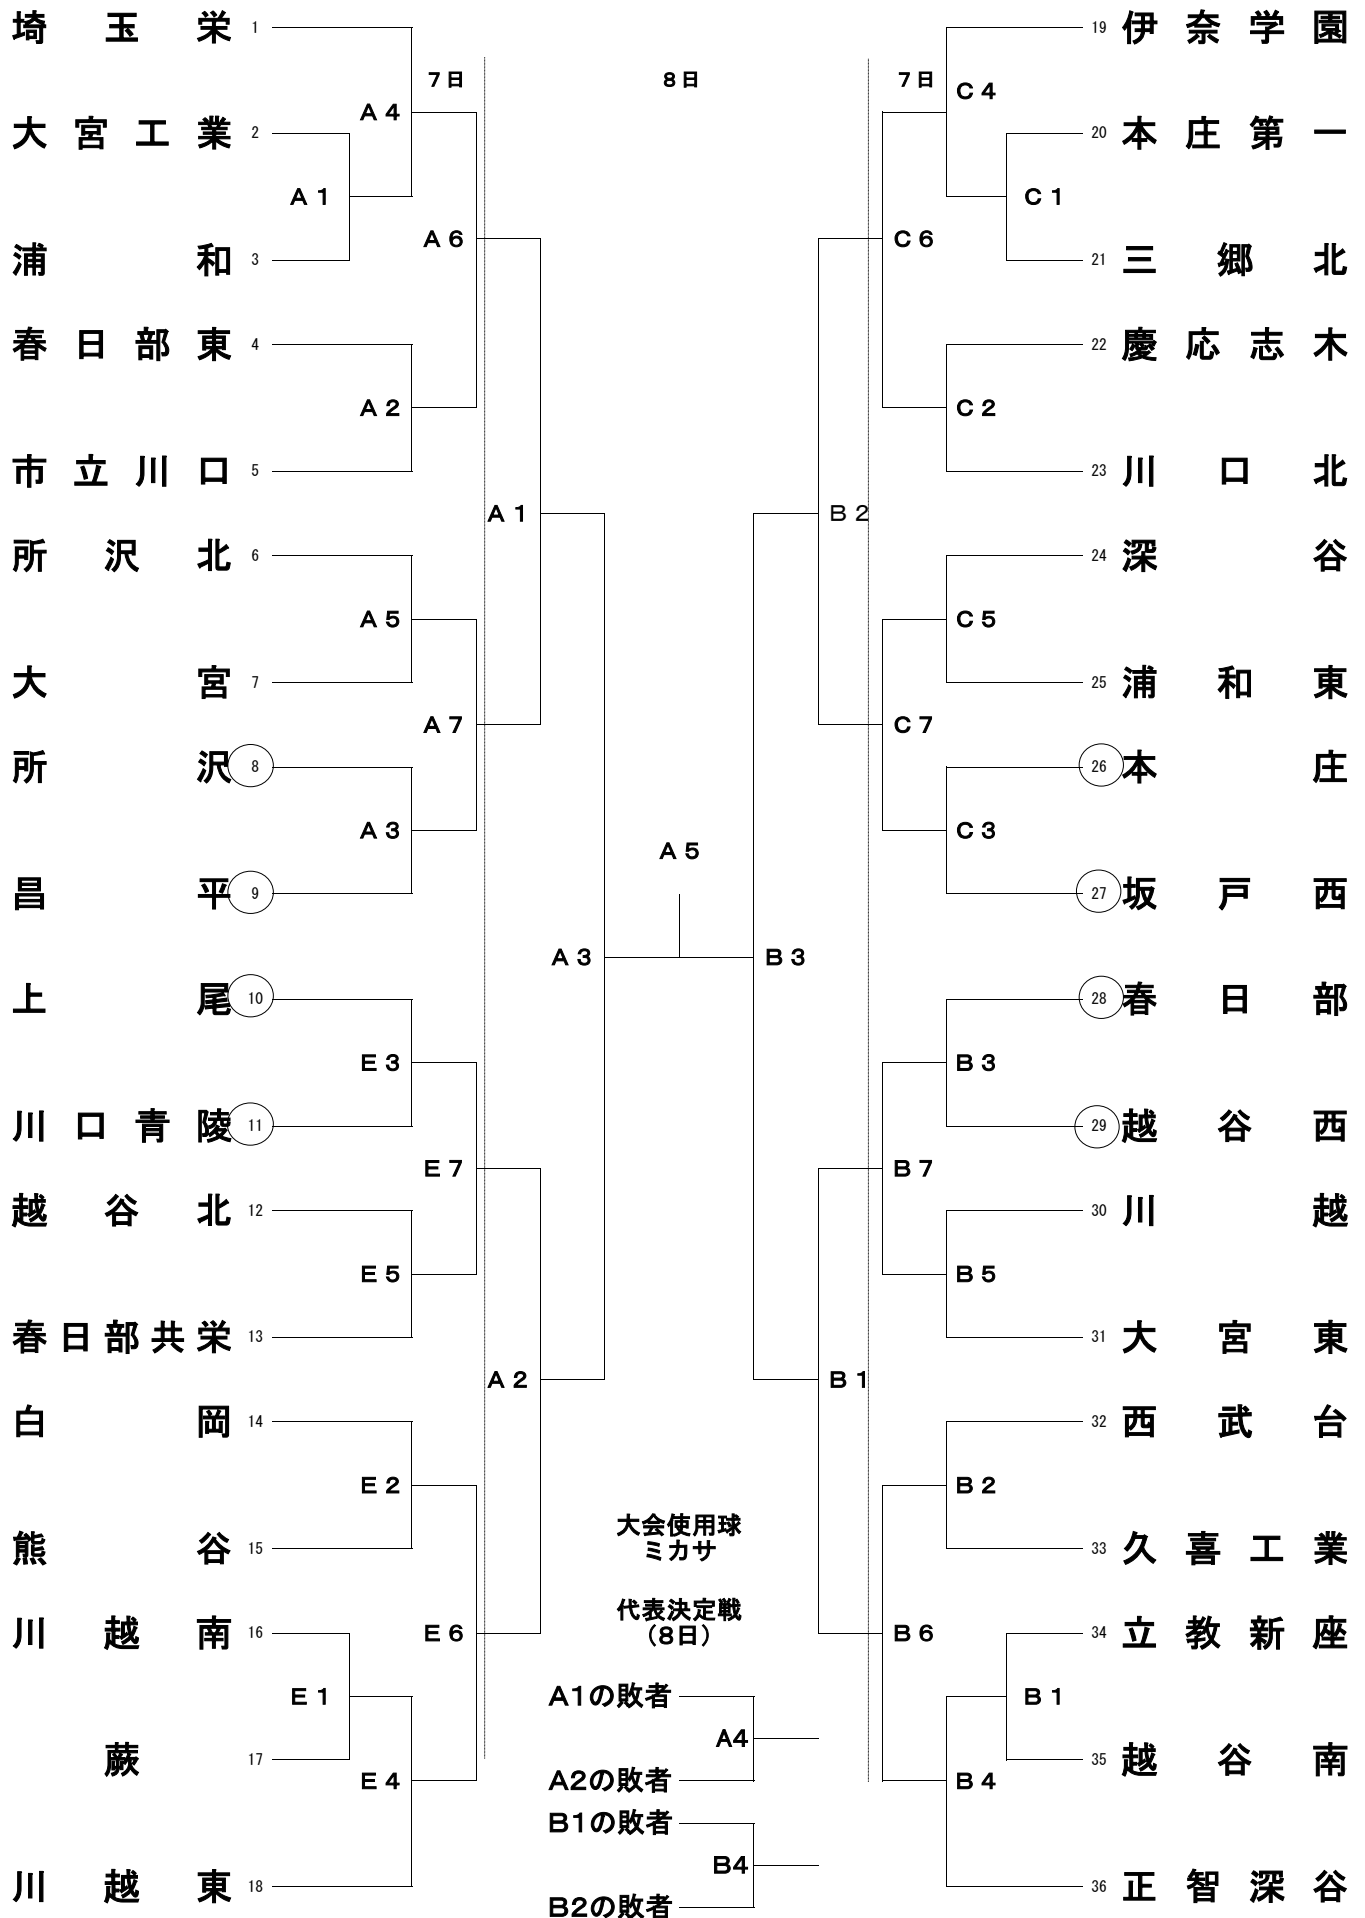 埼玉栄 1
19 伊奈学園
7日
8日
7日
C4
A4
大宮工業 2
20 本庄第一
A1
C1
A6
C6
浦和 3
21 三郷北
春日部東 4
22 慶応志木
A2
C2
市立川口 5
23 川口北
A1
B2
所沢北 6
24 深谷
A5
C5
大宮 7
25 浦和東
A7
C7
所沢 8
26 本庄
A3
C3
A5
昌平 9
27 坂戸西
A3
B3
上尾 10
28 春日部
E3
B3
川口青陵 11
29 越谷西
E7
B7
越谷北 12
30 川越
E5
B5
春日部共栄 13
31 大宮東
A2
B1
白岡 14
32 西武台
E2
B2
大会使用球
ミカサ
熊谷 15
33 久喜工業
代表決定戦
(8日)
川越南 16
34 立教新座
E6
B6
E1
B1
A1の敗者
A4
蕨 17
35 越谷南
E4
B4
A2の敗者
B1の敗者
B4
川越東 18
36 正智深谷
B2の敗者